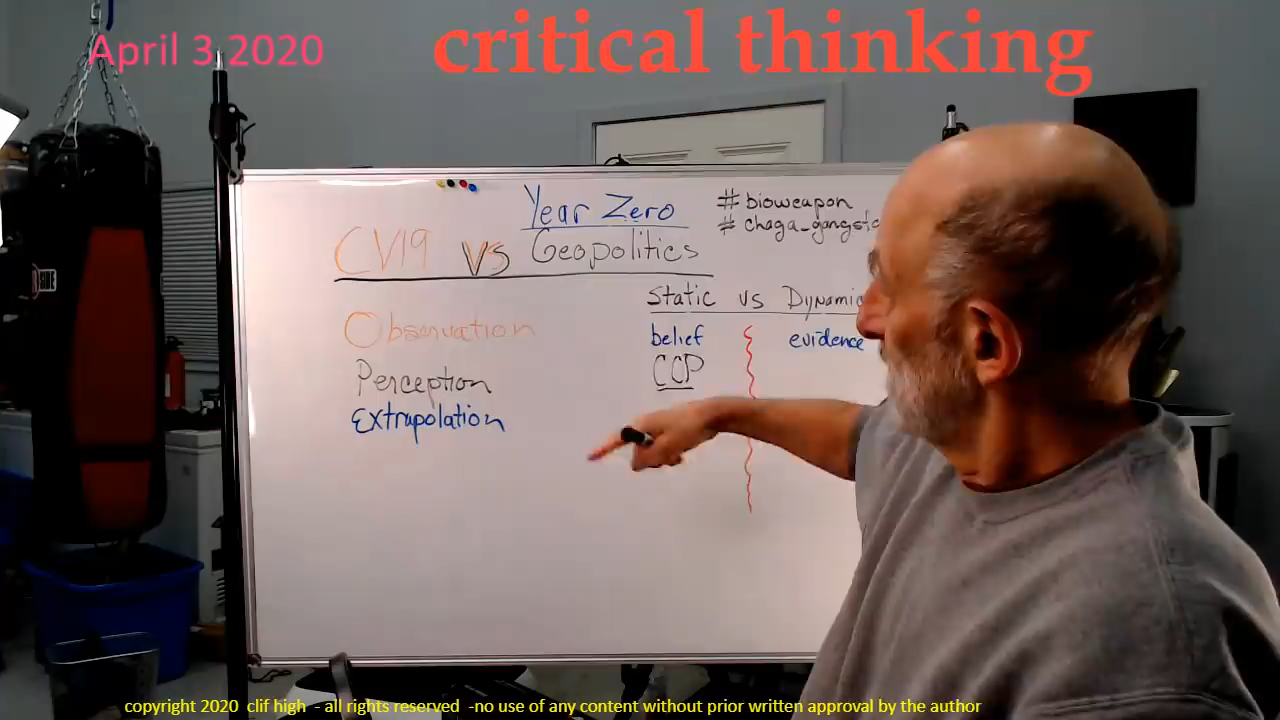 critical thinking
April 3,2020
Year Zero
# bioweapon
CV19 vs Geopolitics
Static vs Dynamic
Observation
belief
evidence
Perception
CCP
Extrapolation
SIDE
copyright 2020 clif high - all rights reserved -no use of any content without prior written approval by the author